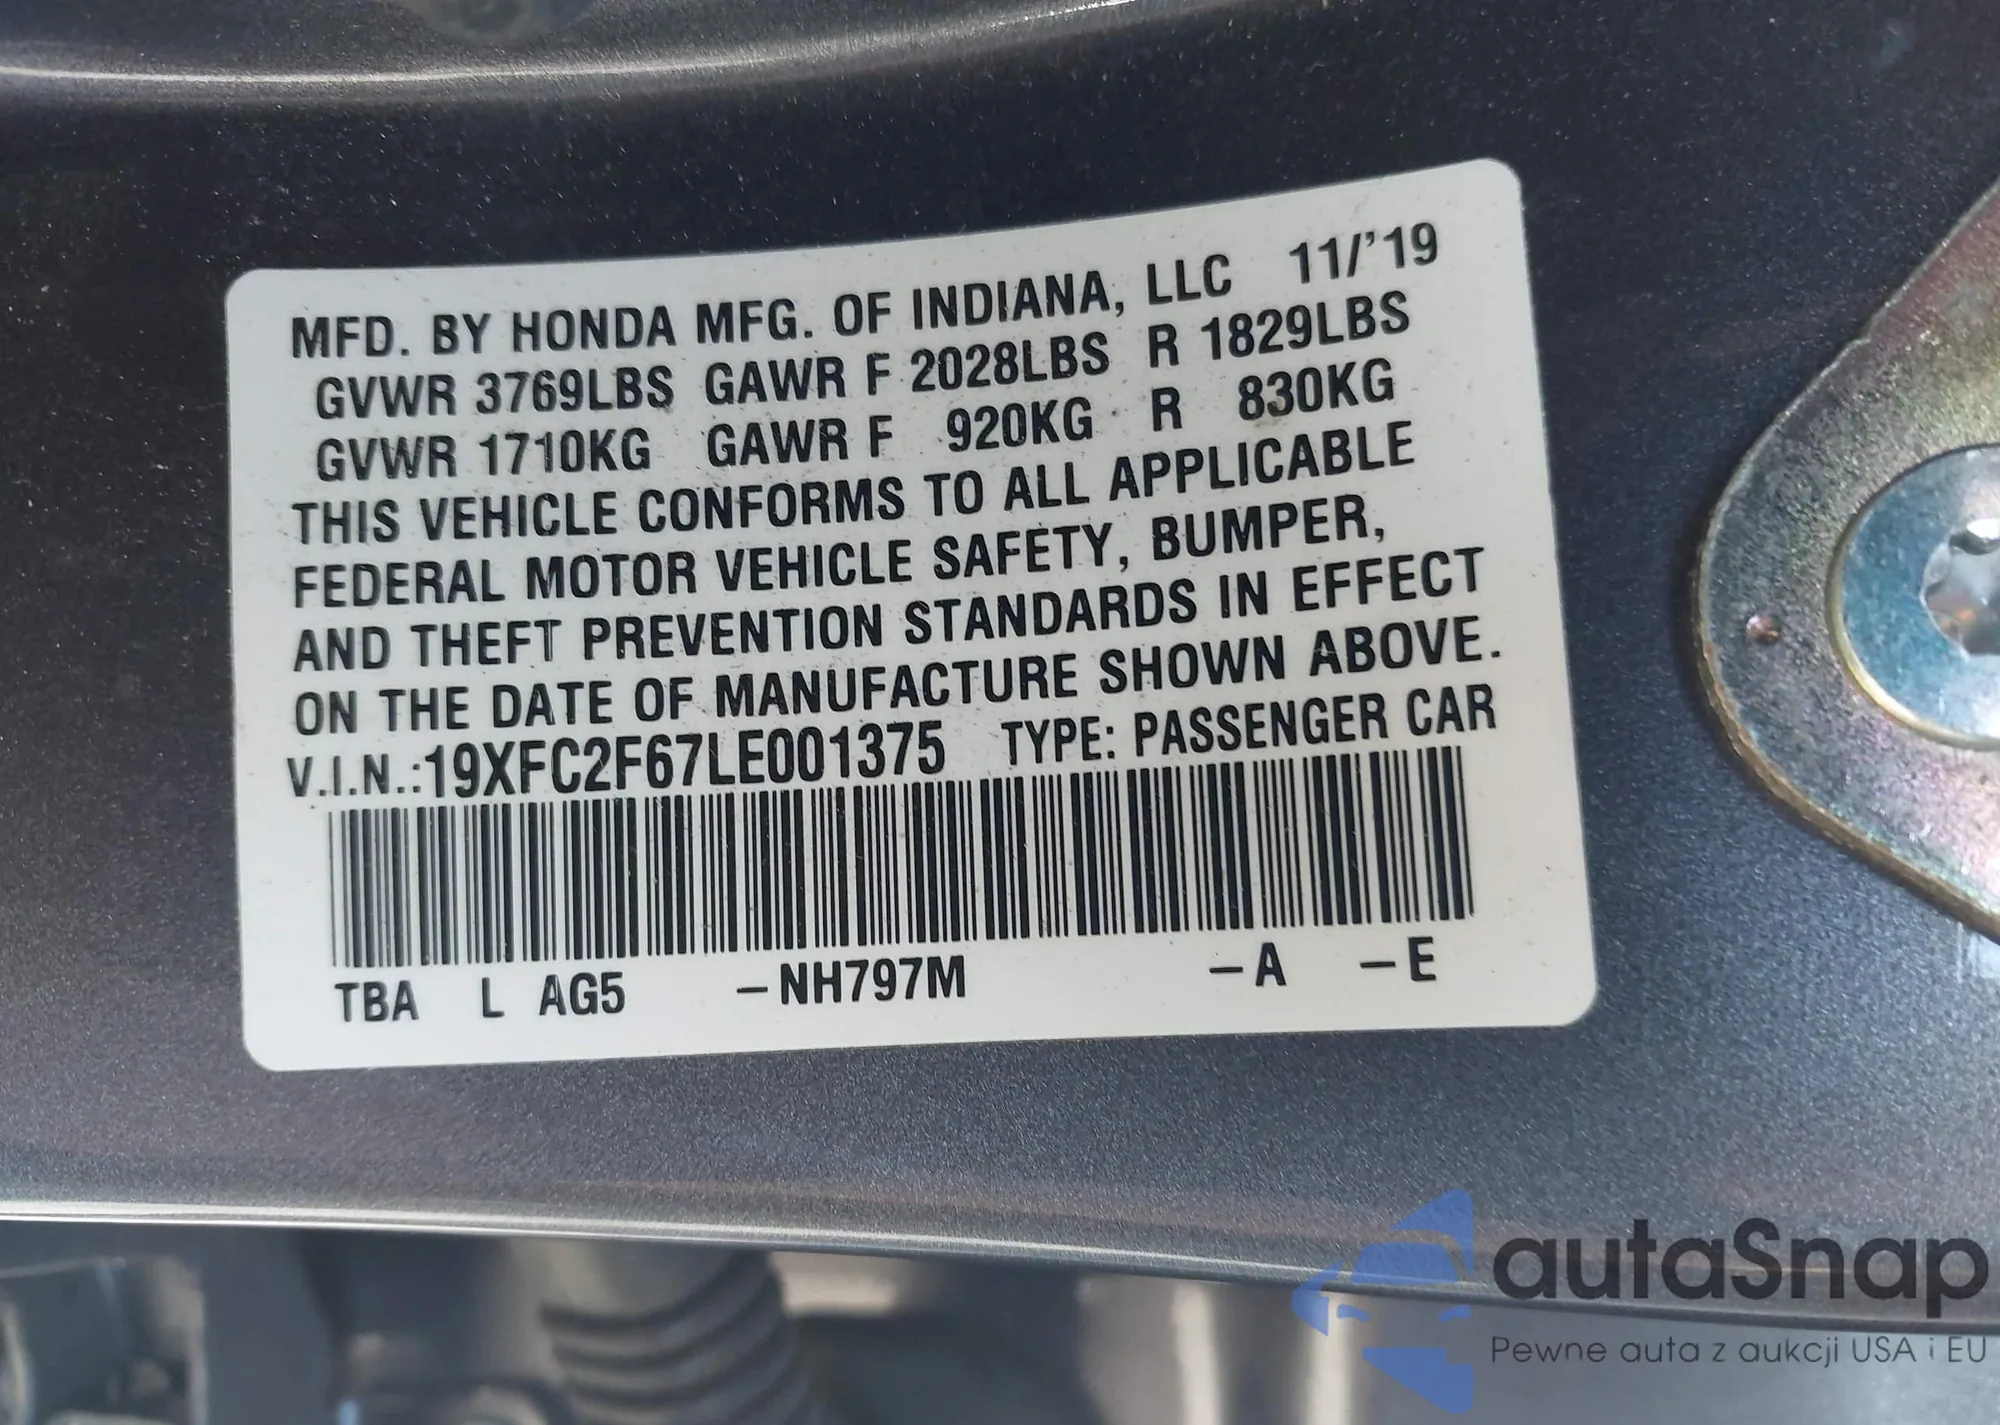 MFD. BY HONDA MFG. OF INDIANA, LLC 11/'19
GVWR 3769LBS GAWR F 2028LBS R 1829LBS
GVWR 1710KG GAWR F 920KG R 830KG
THIS VEHICLE CONFORMS TO ALL APPLICABLE
FEDERAL MOTOR VEHICLE SAFETY, BUMPER,
AND THEFT PREVENTION STANDARDS IN EFFECT
ON THE DATE OF MANUFACTURE SHOWN ABOVE.
V.I.N.:19XFC2F67LE001375 TYPE: PASSENGER CAR
TBA L AG5 –NH797M –A –E
autaSnap
Pewne auta z aukcji USA i EU